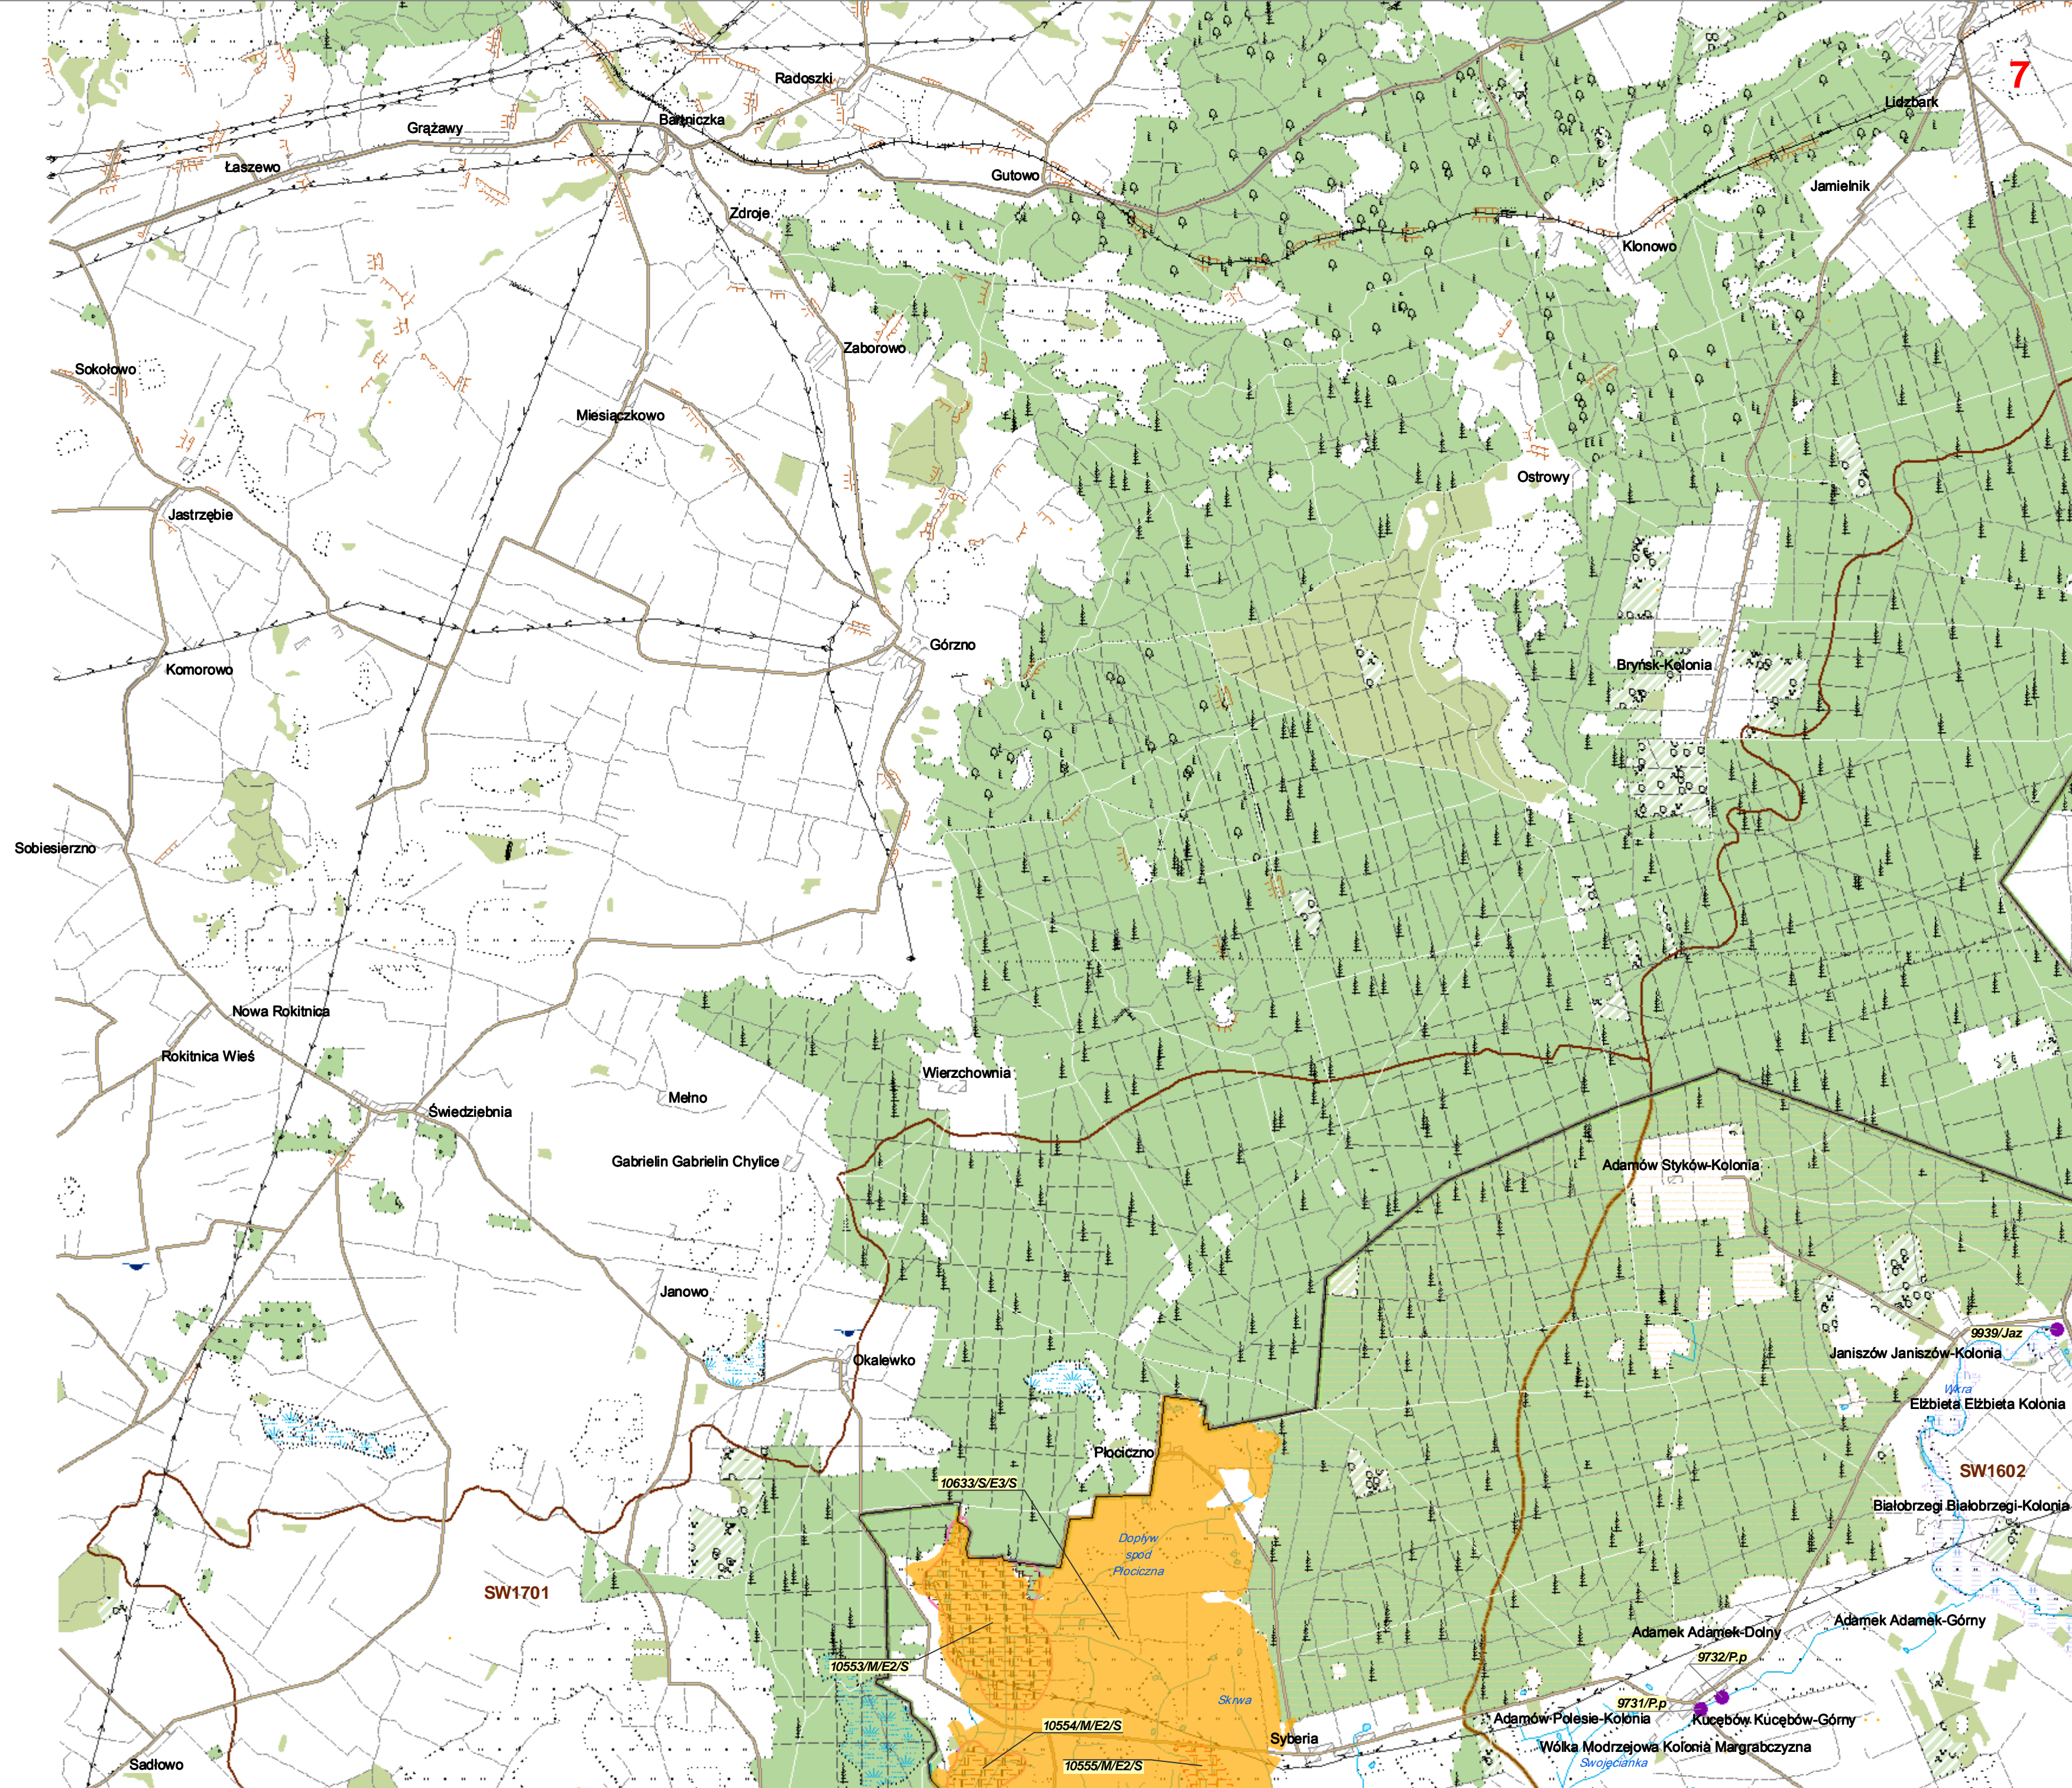 7
Radoszki
Lidzbark
Bartniczka
Grążawy
Łaszewo
Gutowo
Jamielnik
Zdroje
Klonowo
Zaborowo
Sokołowo
Miesiączkowo
Ostrowy
Jastrzębie
Górzno
Bryńsk-Kolonia
Komorowo
Sobiesierzno
Nowa Rokitnica
Rokitnica Wieś
Wierzchownia
Mełno
Świedziebnia
Gabrielin Gabrielin Chylice
Adamów Styków-Kolonia
Janowo
9939/Jaz
Janiszów Janiszów-Kolonia
Okalewko
Wkra
Elżbieta Elżbieta Kolonia
Płociczno
SW1602
10633/S/E3/S
Białobrzegi Białobrzegi-Kolonia
Dopływ
spod
Płociczna
SW1701
Adamek Adamek-Górny
Adamek Adamek-Dolny
9732/P.p
10553/M/E2/S
Skrwa
9731/P.p
Adamów Polesie-Kolonia
Kucębów Kucębów-Górny
10554/M/E2/S
Syberia
Wólka Modrzejowa Kolonia Margrabczyzna
Swojęcianka
Sadłowo
10555/M/E2/S